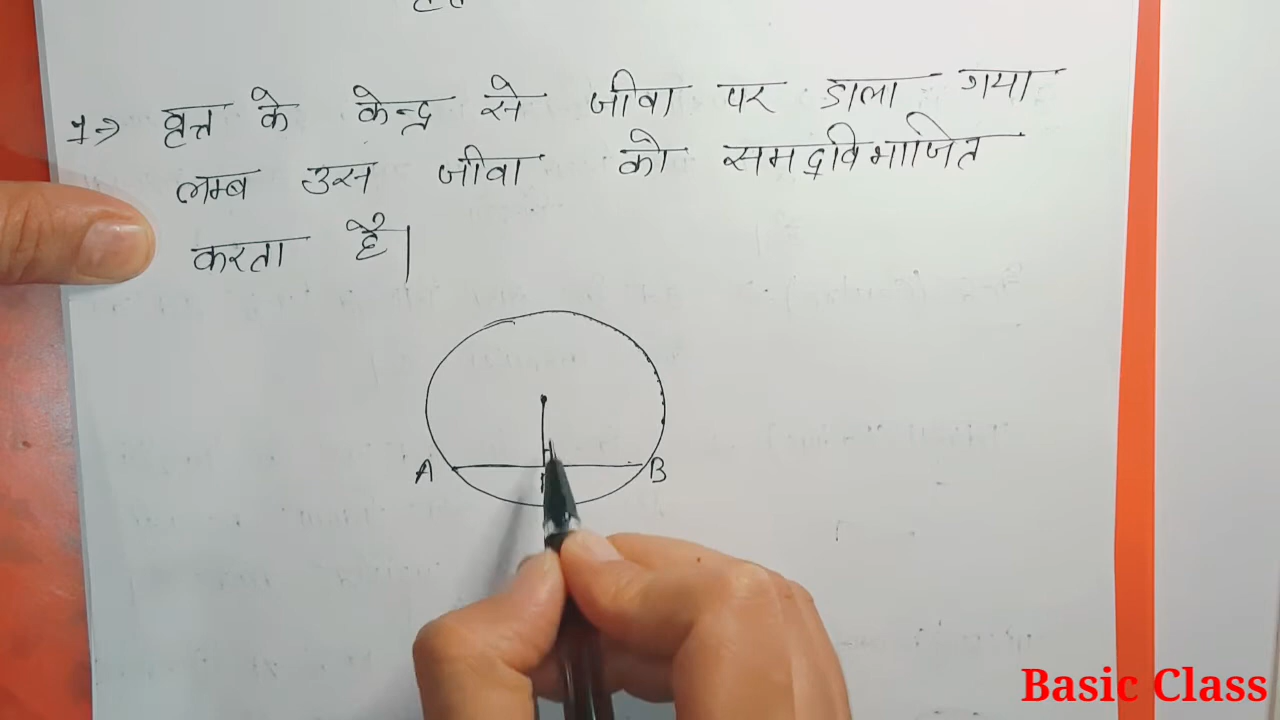 1⇒ वृत्त के केन्द्र से जीवा पर डाला गया
लम्ब उस जीवा को समद्विभाजित
करता है।
A
B
Basic Class